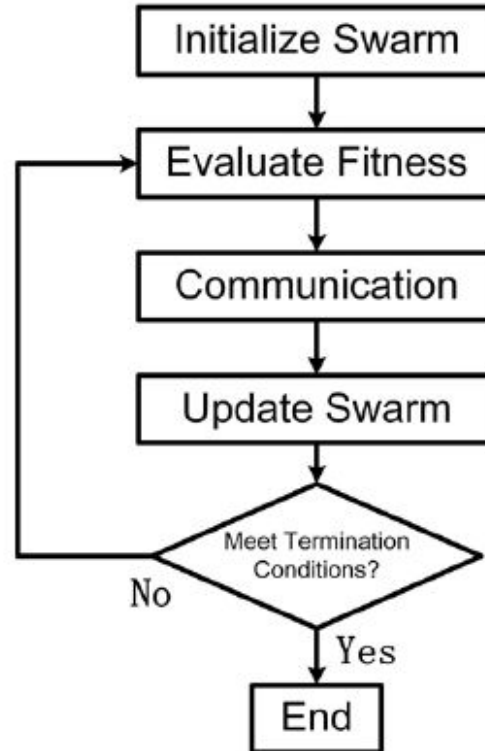 Initialize Swarm
Evaluate Fitness
Communication
Update Swarm
Meet Termination
Conditions?
No
Yes
End